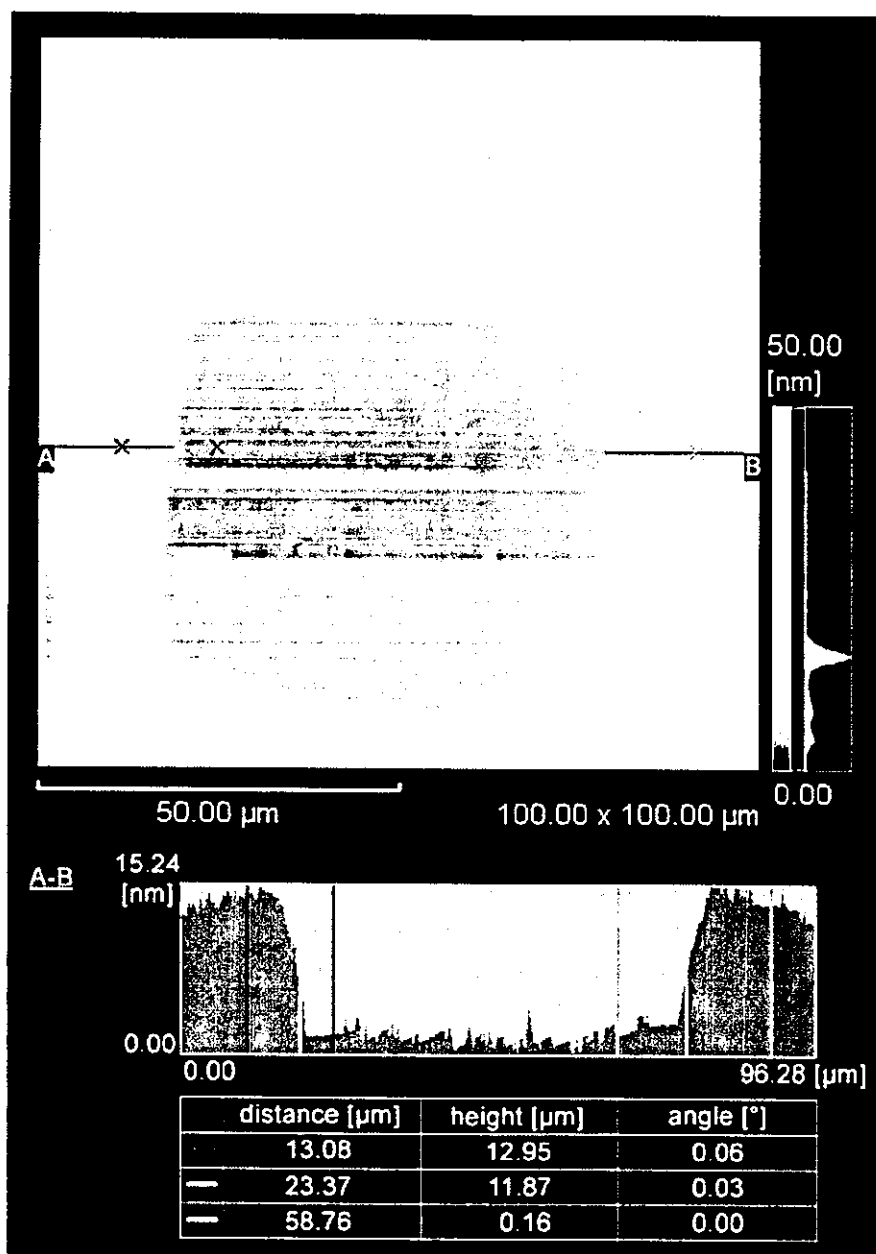 50.00
[nm]
A
B
0.00
50.00 µm
100.00 x 100.00 µm
A-B
15.24
[nm]
0.00
0.00
96.28 [µm]
distance [µm] height [µm] angle [°]
13.08 12.95 0.06
23.37 11.87 0.03
58.76 0.16 0.00